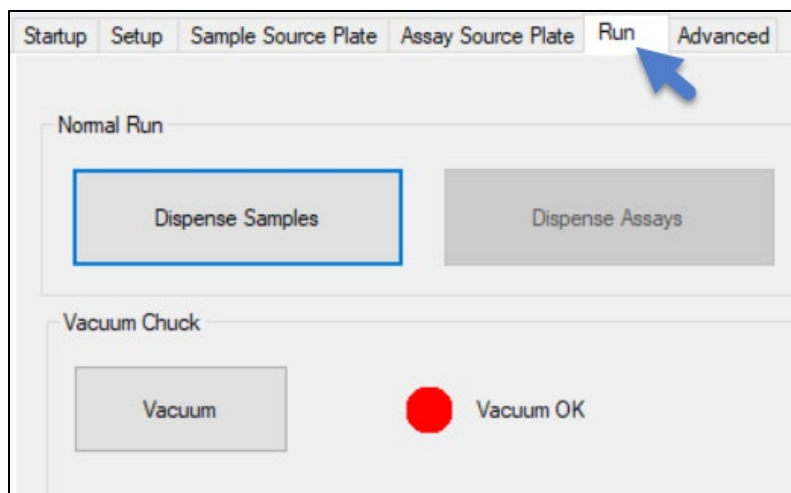 Startup Setup Sample Source Plate Assay Source Plate Run Advanced
Normal Run
Dispense Samples Dispense Assays
Vacuum Chuck
Vacuum Vacuum OK